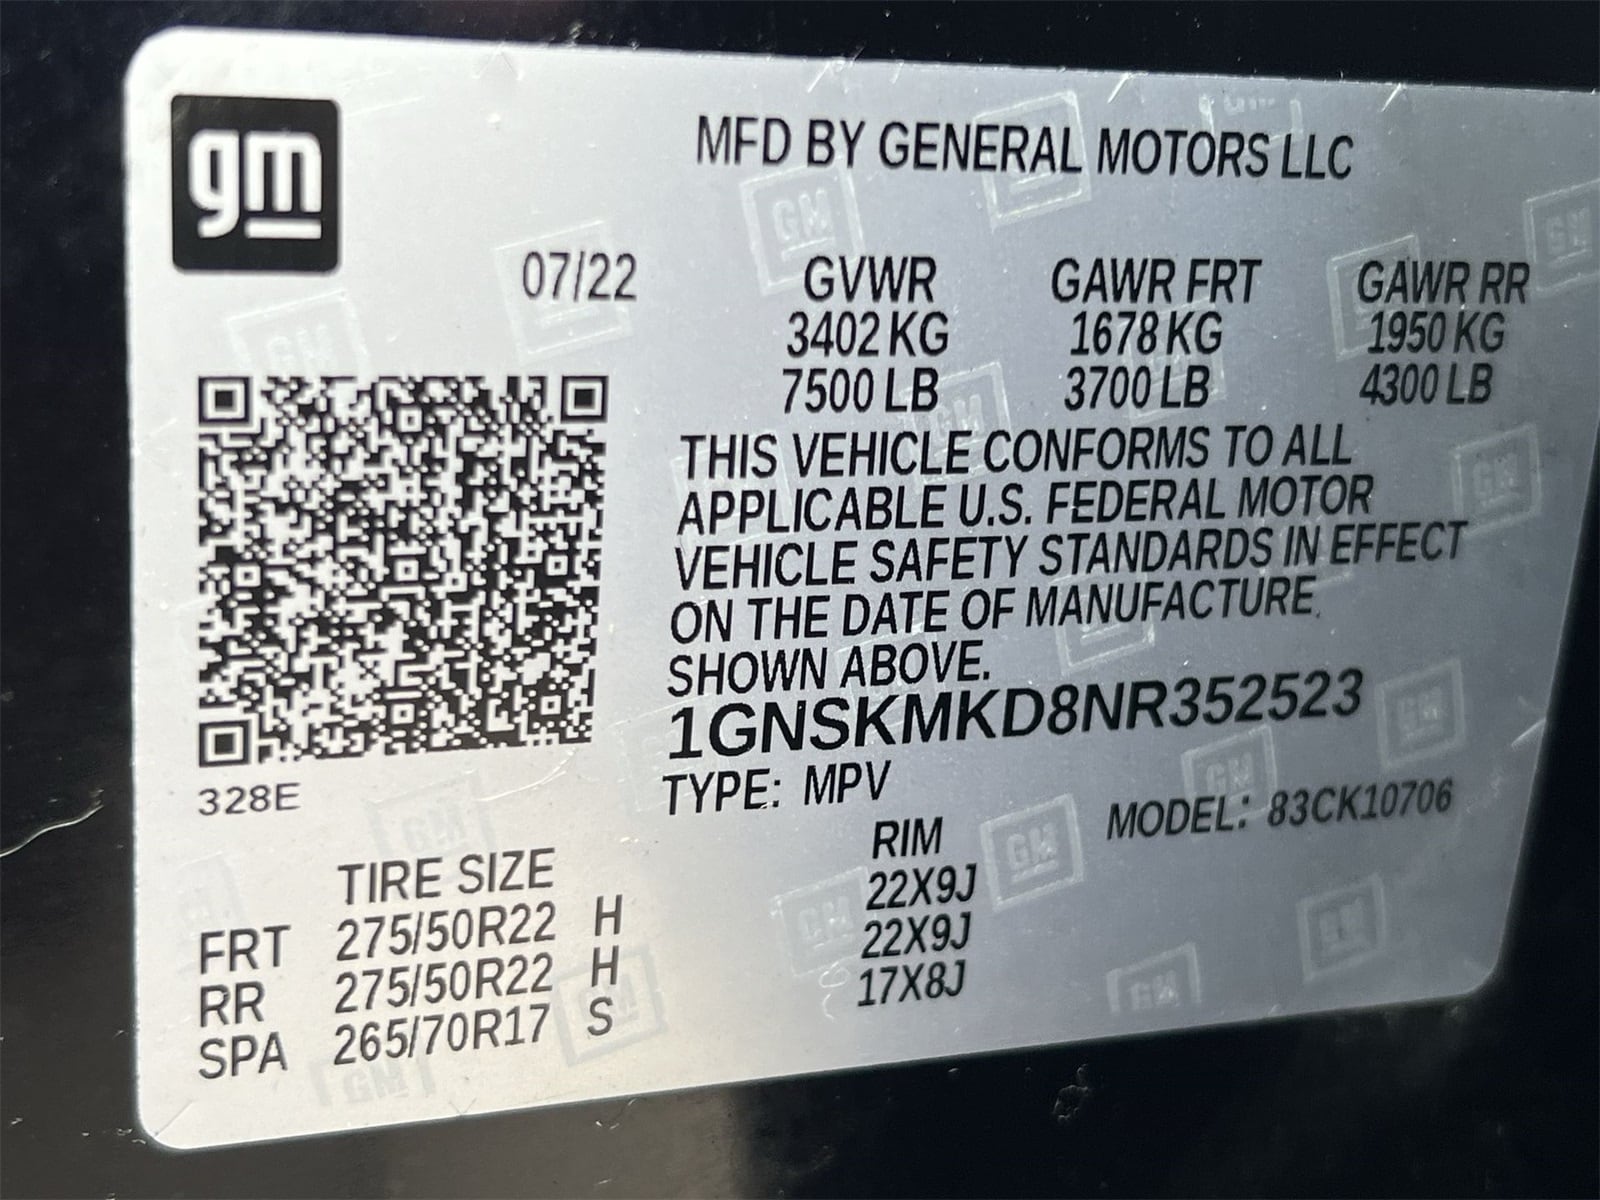 gm
MFD BY GENERAL MOTORS LLC
07/22 GVWR GAWR FRT GAWR RR
3402 KG 1678 KG 1950 KG
7500 LB 3700 LB 4300 LB
THIS VEHICLE CONFORMS TO ALL
APPLICABLE U.S. FEDERAL MOTOR
VEHICLE SAFETY STANDARDS IN EFFECT
ON THE DATE OF MANUFACTURE
SHOWN ABOVE.
1GNSKMKD8NR352523
TYPE: MPV MODEL: 83CK10706
328E
TIRE SIZE RIM
FRT 275/50R22 H 22X9J
RR 275/50R22 H 22X9J
SPA 265/70R17 S 17X8J